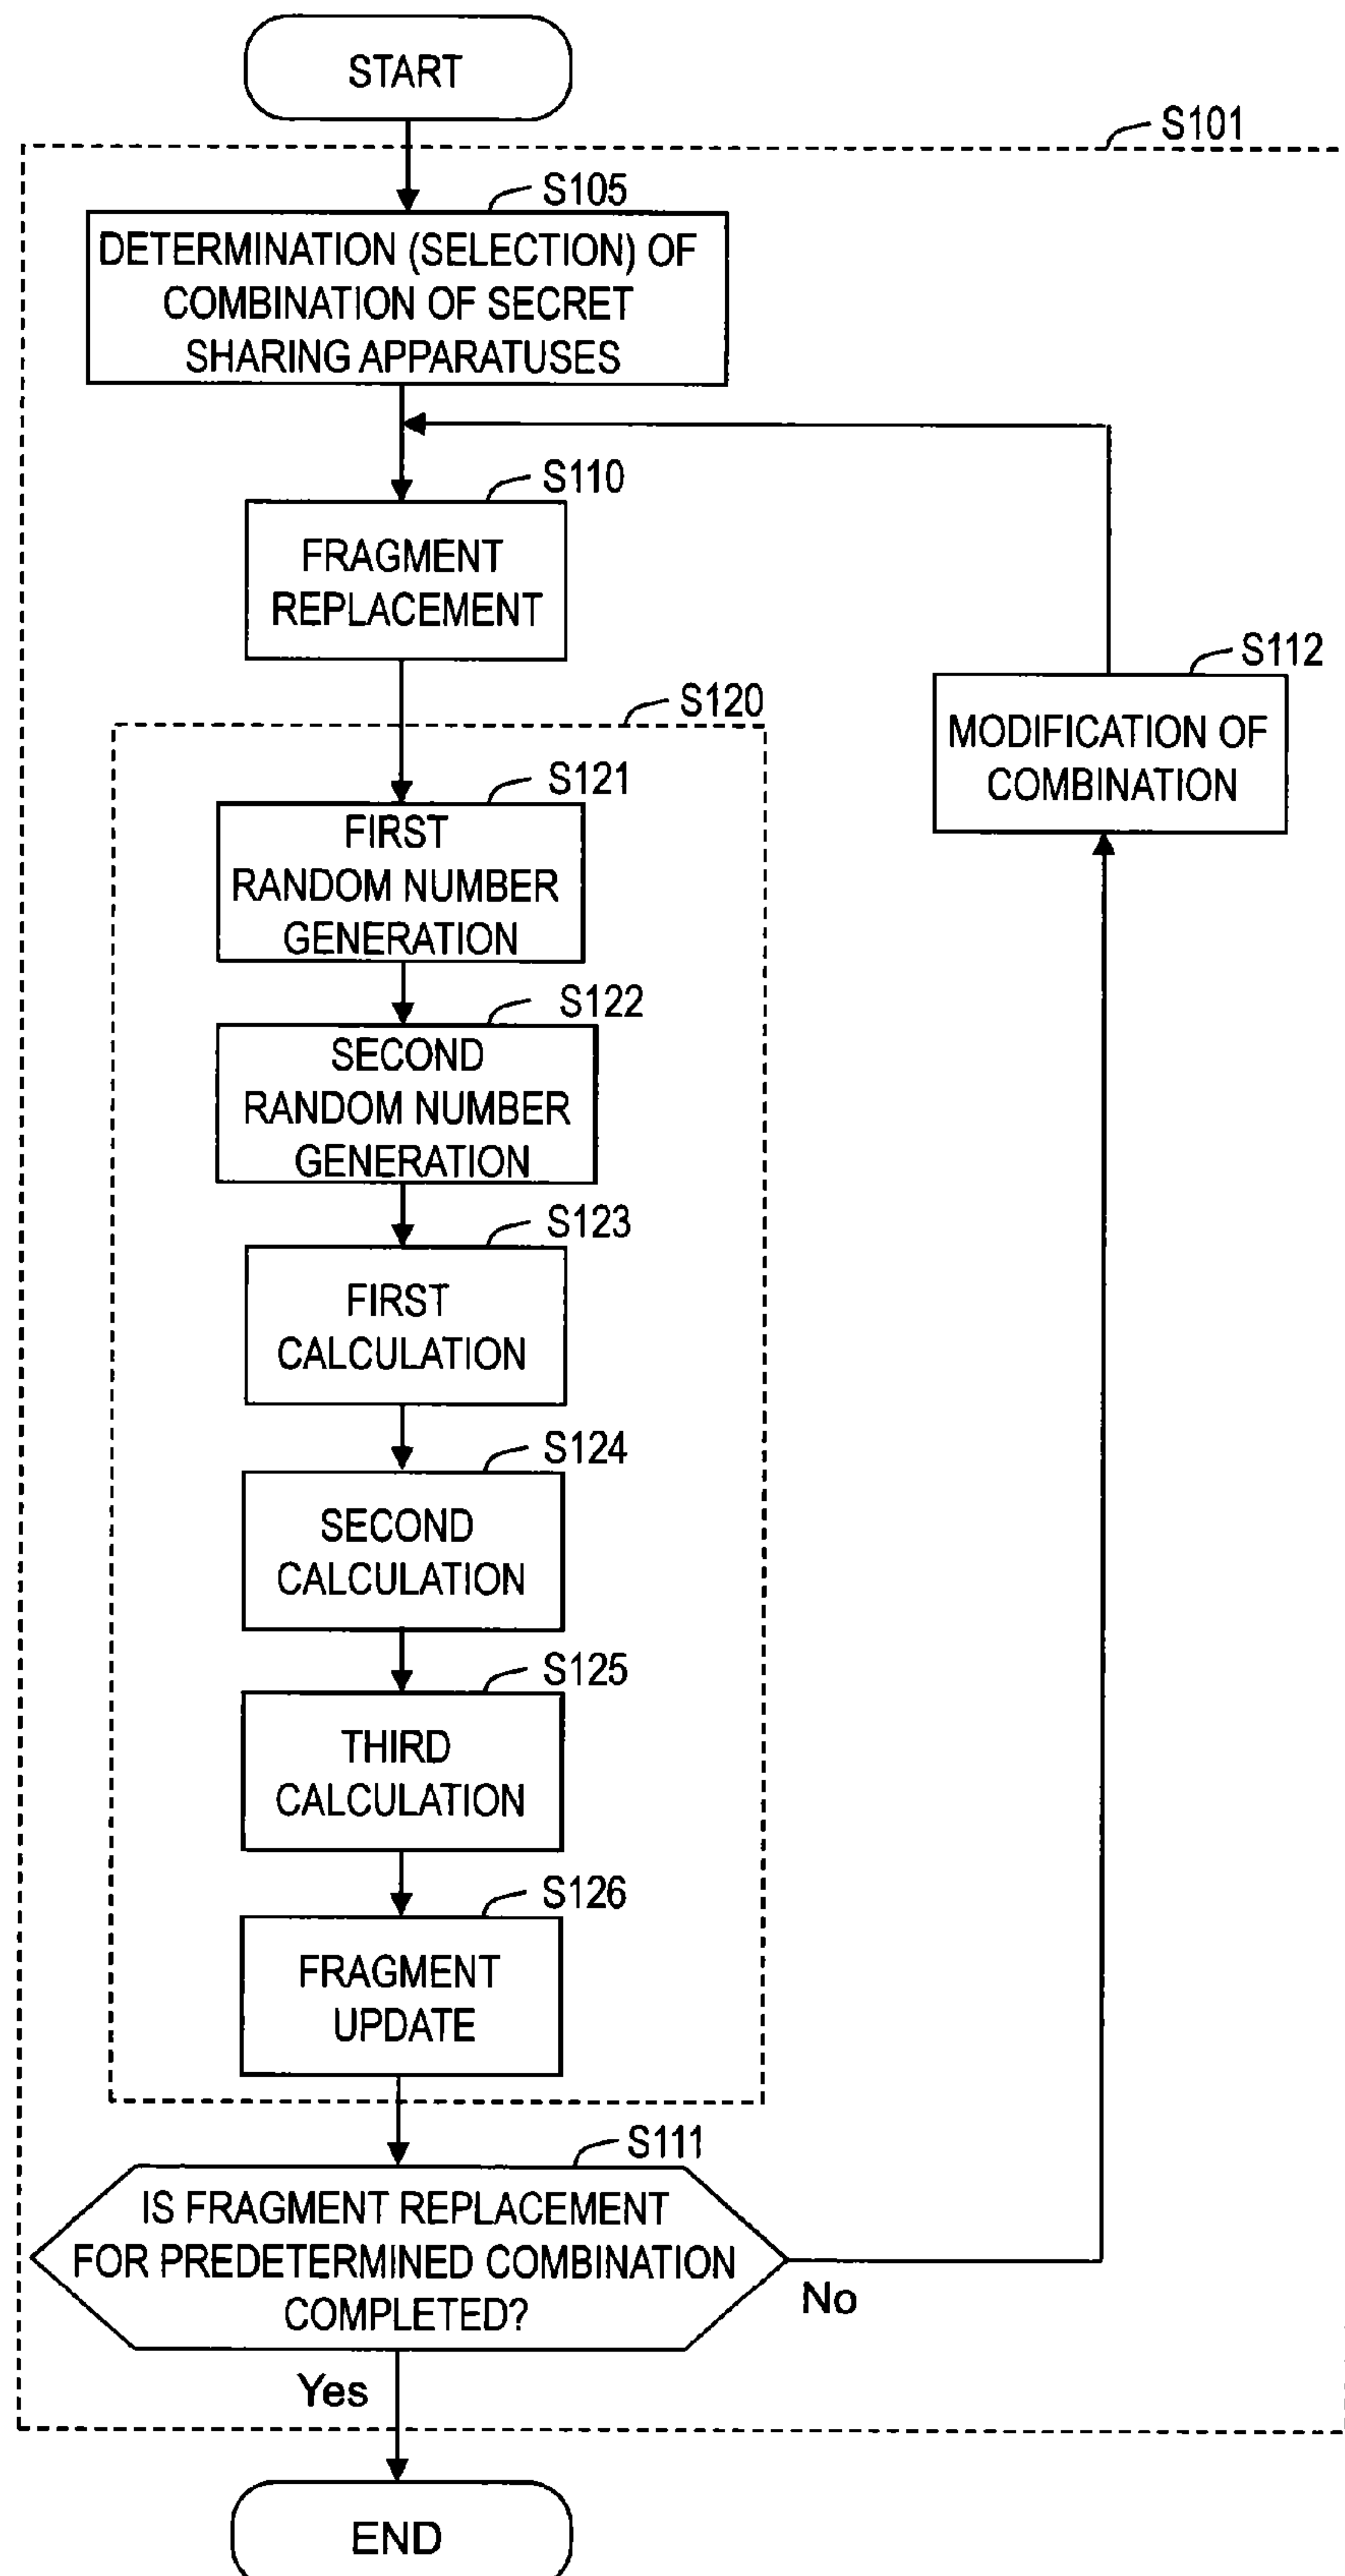 START
S101
S105
DETERMINATION (SELECTION) OF
COMBINATION OF SECRET
SHARING APPARATUSES
S110
FRAGMENT
REPLACEMENT
S112
MODIFICATION OF
COMBINATION
S120
S121
FIRST
RANDOM NUMBER
GENERATION
S122
SECOND
RANDOM NUMBER
GENERATION
S123
FIRST
CALCULATION
S124
SECOND
CALCULATION
S125
THIRD
CALCULATION
S126
FRAGMENT
UPDATE
S111
IS FRAGMENT REPLACEMENT
FOR PREDETERMINED COMBINATION
COMPLETED?
No
Yes
END